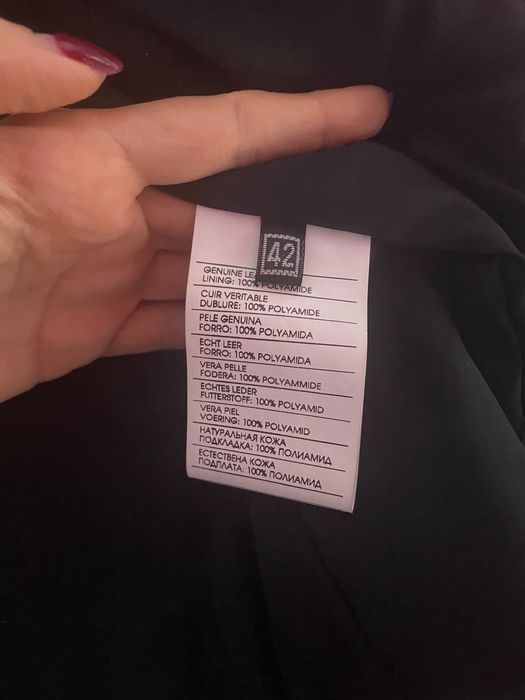 42
GENUINE
LINING: 100% POLYAMIDE
CUIR VERITABLE
DUBLURE: 100% POLYAMIDE
PELE GENUINA
FORRO: 100% POLYAMIDA
ECHT LEER
FORRO: 100% POLYAMIDA
VERA PELLE
FODERA: 100% POLYAMMIDE
ECHTES LEDER
FUTTERSTOFF: 100% POLYAMID
VERA PIEL
VOERING: 100% POLYAMID
НАТУРАЛЬНАЯ КОЖА
ПОДКЛАДКА: 100% ПОЛИАМИД
ЕСТЕСТВЕНА КОЖА
ПОДПЛАТА: 100% ПОЛИАМИД